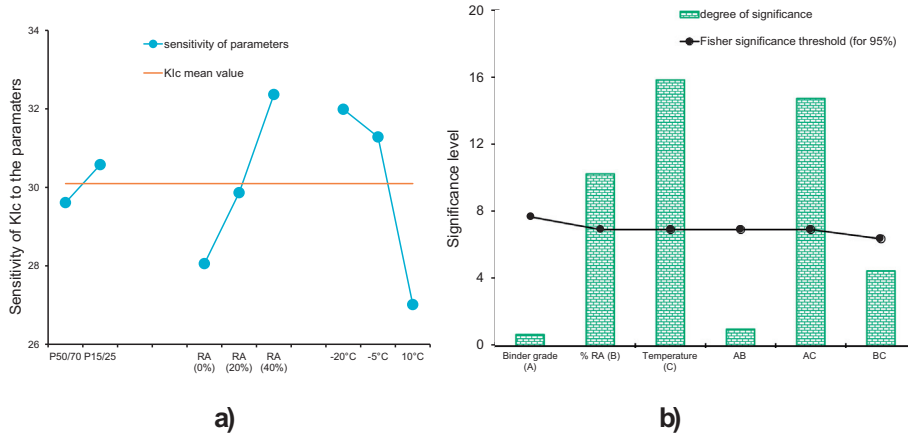 sensitivity of parameters
KIc mean value
Sensitivity of KIc to the paramaters
34
32
30
28
26
P50/70 P15/25
RA
(0%)
RA
(20%)
RA
(40%)
-20°C
-5°C
10°C
a)
degree of significance
Fisher significance threshold (for 95%)
Significance level
20
16
12
8
4
0
Binder grade
(A)
% RA (B)
Temperature
(C)
AB
AC
BC
b)